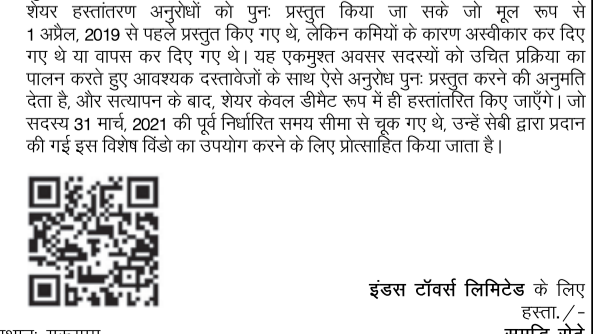 शेयर हस्तांतरण अनुरोधों को पुनः प्रस्तुत किया जा सके जो मूल रूप से
1 अप्रैल, 2019 से पहले प्रस्तुत किए गए थे, लेकिन कमियों के कारण अस्वीकार कर दिए
गए थे या वापस कर दिए गए थे। यह एकमुश्त अवसर सदस्यों को उचित प्रक्रिया का
पालन करते हुए आवश्यक दस्तावेजों के साथ ऐसे अनुरोध पुनः प्रस्तुत करने की अनुमति
देता है, और सत्यापन के बाद, शेयर केवल डीमैट रूप में ही हस्तांतरित किए जाएँगे। जो
सदस्य 31 मार्च, 2021 की पूर्व निर्धारित समय सीमा से चूक गए थे, उन्हें सेबी द्वारा प्रदान
की गई इस विशेष विंडो का उपयोग करने के लिए प्रोत्साहित किया जाता है।
इंडस टॉवर्स लिमिटेड के लिए
हस्ता./-